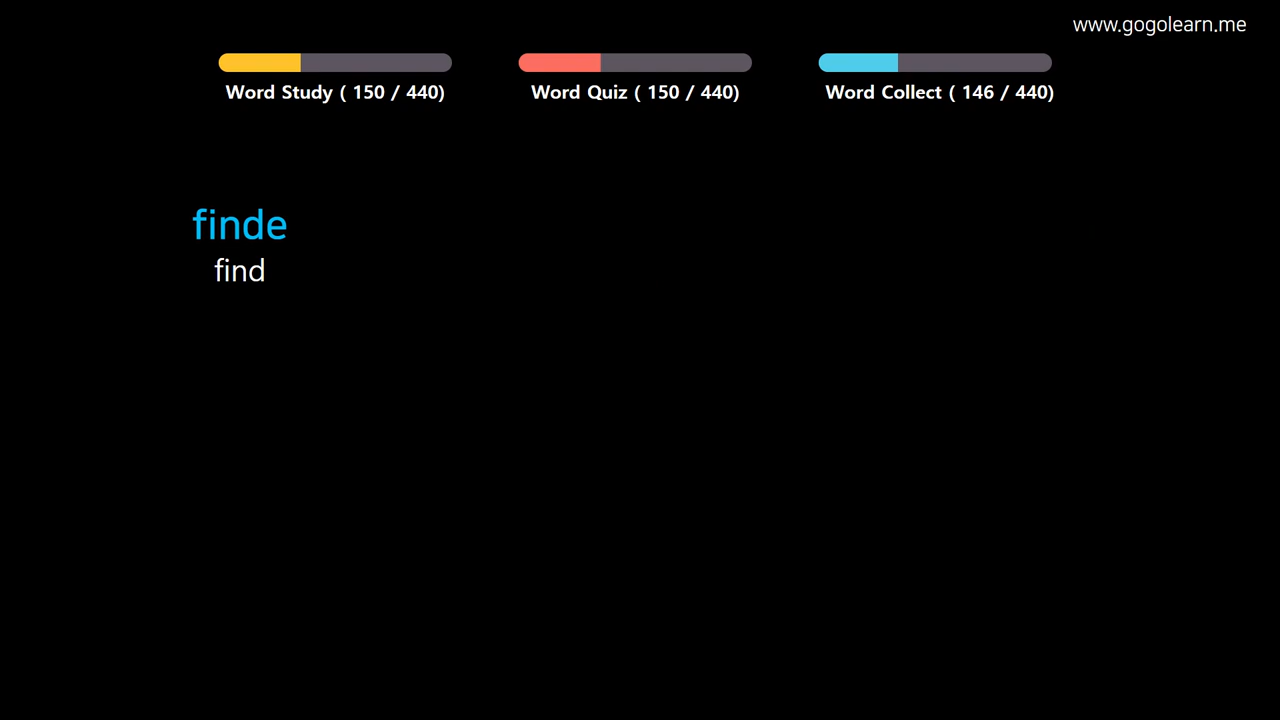 www.gogolearn.me
Word Study ( 150 / 440)
Word Quiz ( 150 / 440)
Word Collect ( 146 / 440)
finde
find